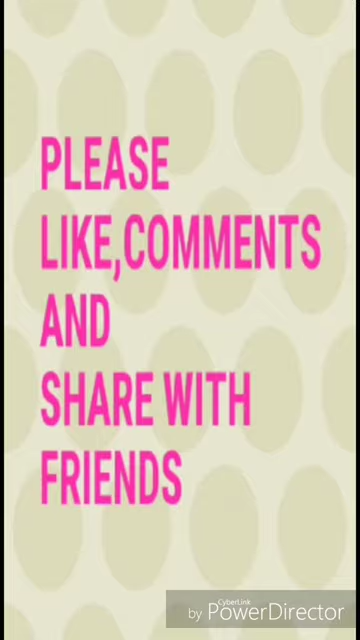 PLEASE
LIKE,COMMENTS
AND
SHARE WITH
FRIENDS
CyberLink
by PowerDirector